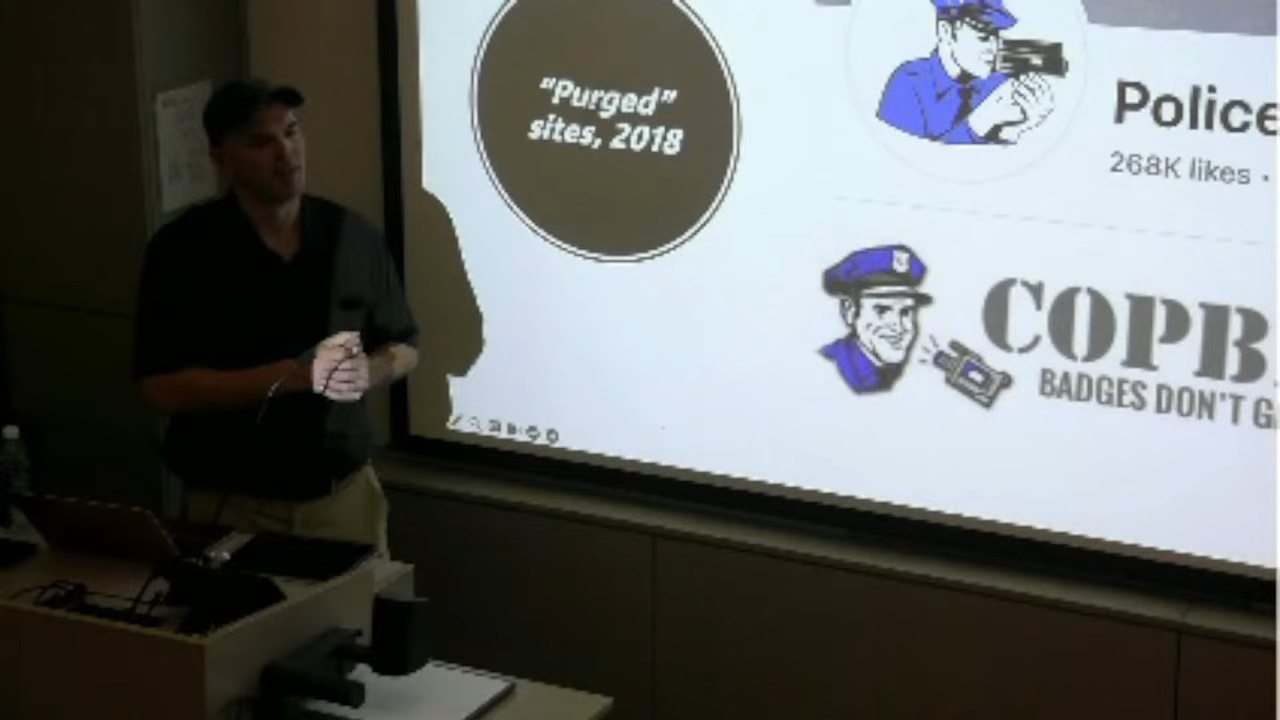 "Purged"
sites, 2018
Police
268K likes ·
COPB
BADGES DON'T G